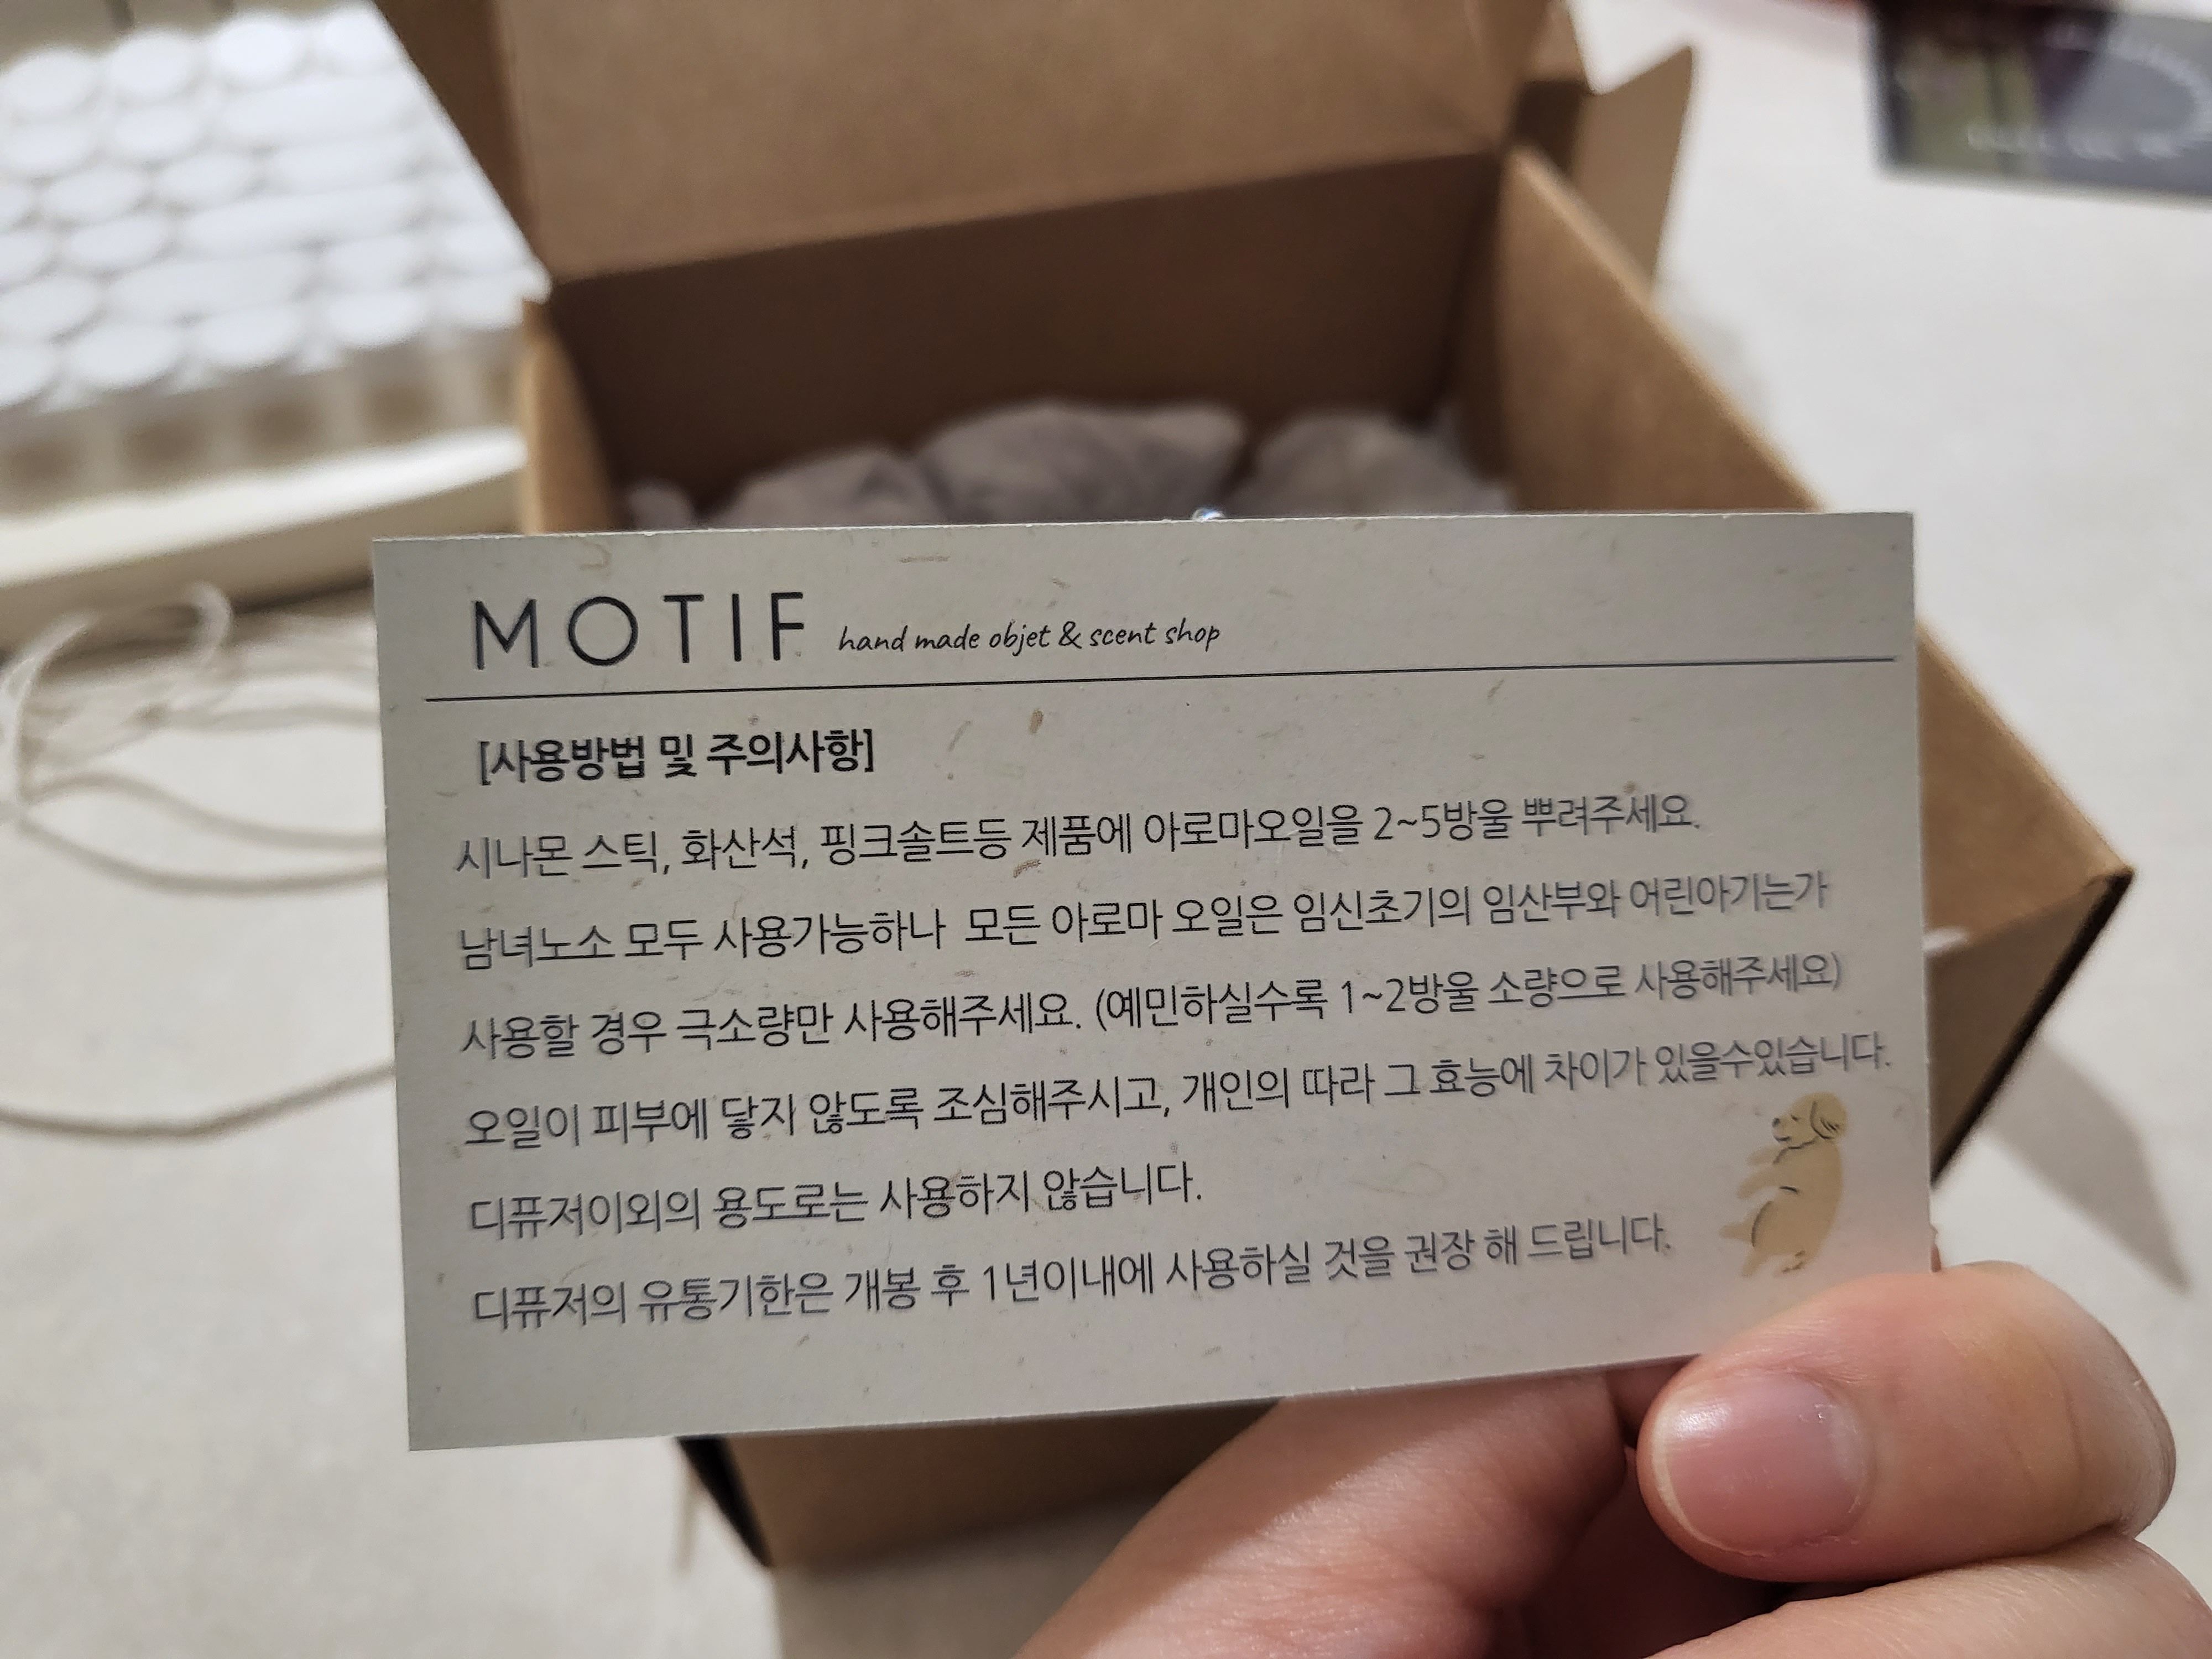 MOTIF hand made objet & scent shop
[사용방법 및 주의사항]
시나몬 스틱, 화산석, 핑크솔트등 제품에 아로마오일을 2~5방울 뿌려주세요.
남녀노소 모두 사용가능하나 모든 아로마 오일은 임신초기의 임산부와 어린아기는가
사용할 경우 극소량만 사용해주세요. (예민하실수록 1~2방울 소량으로 사용해주세요)
오일이 피부에 닿지 않도록 조심해주시고, 개인의 따라 그 효능에 차이가 있을수있습니다.
디퓨저이외의 용도로는 사용하지 않습니다.
디퓨저의 유통기한은 개봉 후 1년이내에 사용하실 것을 권장 해 드립니다.